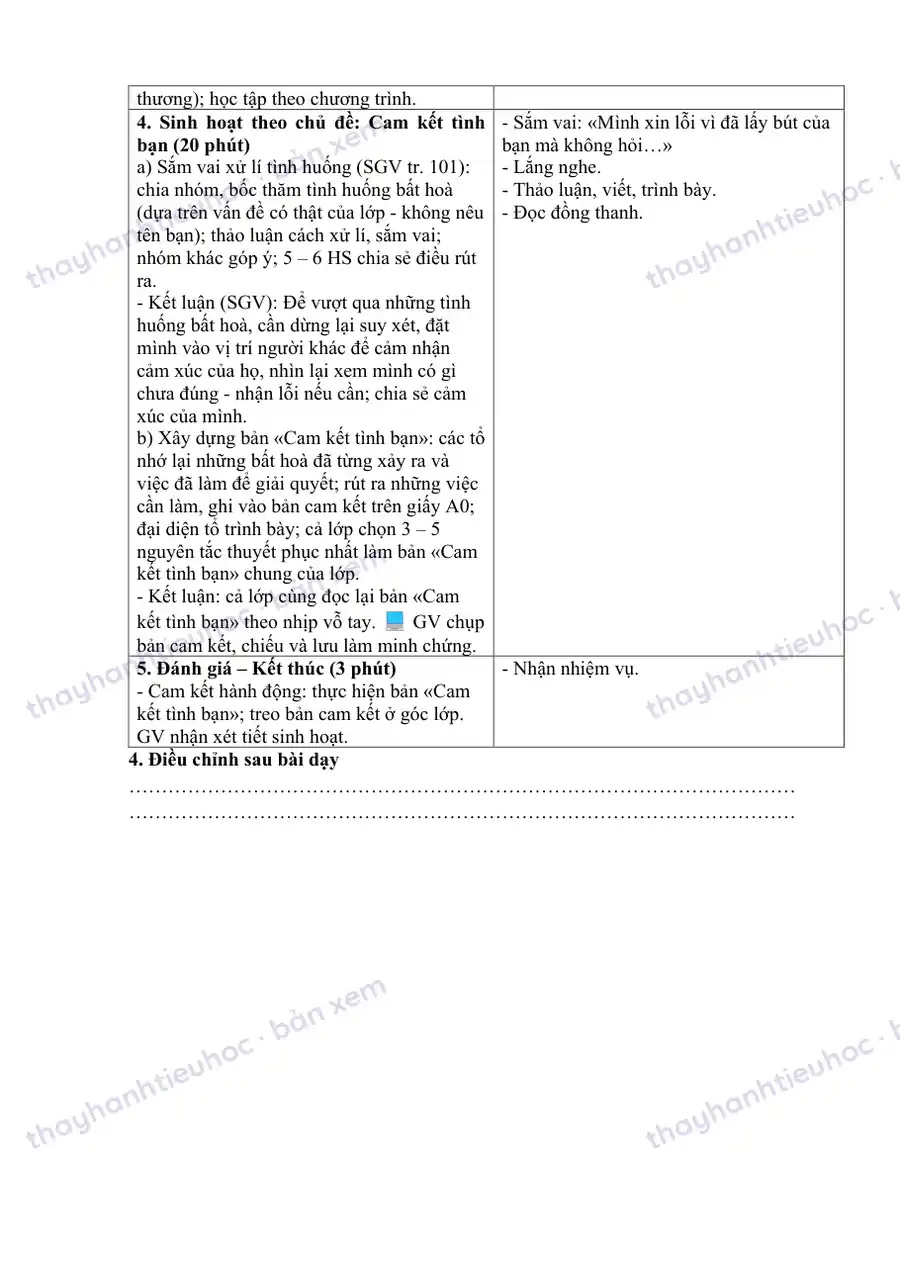 thương); học tập theo chương trình.
4. Sinh hoạt theo chủ đề: Cam kết tình
bạn (20 phút)
a) Sắm vai xử lí tình huống (SGV tr. 101):
chia nhóm, bốc thăm tình huống bất hoà
(dựa trên vấn đề có thật của lớp - không nêu
tên bạn); thảo luận cách xử lí, sắm vai;
nhóm khác góp ý; 5 – 6 HS chia sẻ điều rút
ra.
- Kết luận (SGV): Để vượt qua những tình
huống bất hoà, cần dừng lại suy xét, đặt
mình vào vị trí người khác để cảm nhận
cảm xúc của họ, nhìn lại xem mình có gì
chưa đúng - nhận lỗi nếu cần; chia sẻ cảm
xúc của mình.
b) Xây dựng bản «Cam kết tình bạn»: các tổ
nhớ lại những bất hoà đã từng xảy ra và
việc đã làm để giải quyết; rút ra những việc
cần làm, ghi vào bản cam kết trên giấy A0;
đại diện tổ trình bày; cả lớp chọn 3 – 5
nguyên tắc thuyết phục nhất làm bản «Cam
kết tình bạn» chung của lớp.
- Kết luận: cả lớp cùng đọc lại bản «Cam
kết tình bạn» theo nhịp vỗ tay. GV chụp
bản cam kết, chiếu và lưu làm minh chứng.
- Sắm vai: «Mình xin lỗi vì đã lấy bút của
bạn mà không hỏi…»
- Lắng nghe.
- Thảo luận, viết, trình bày.
- Đọc đồng thanh.
5. Đánh giá – Kết thúc (3 phút)
- Cam kết hành động: thực hiện bản «Cam
kết tình bạn»; treo bản cam kết ở góc lớp.
GV nhận xét tiết sinh hoạt.
- Nhận nhiệm vụ.
4. Điều chỉnh sau bài dạy
……………………………………………………………………………………………
……………………………………………………………………………………………
thayhanhtieuhoc · bản xem
thayhanhtieuhoc · b
thayhanhtieuhoc · bản xem
thayhanhtieuhoc · b
thayhanhtieuhoc · bản xem
thayhanhtieuhoc · b